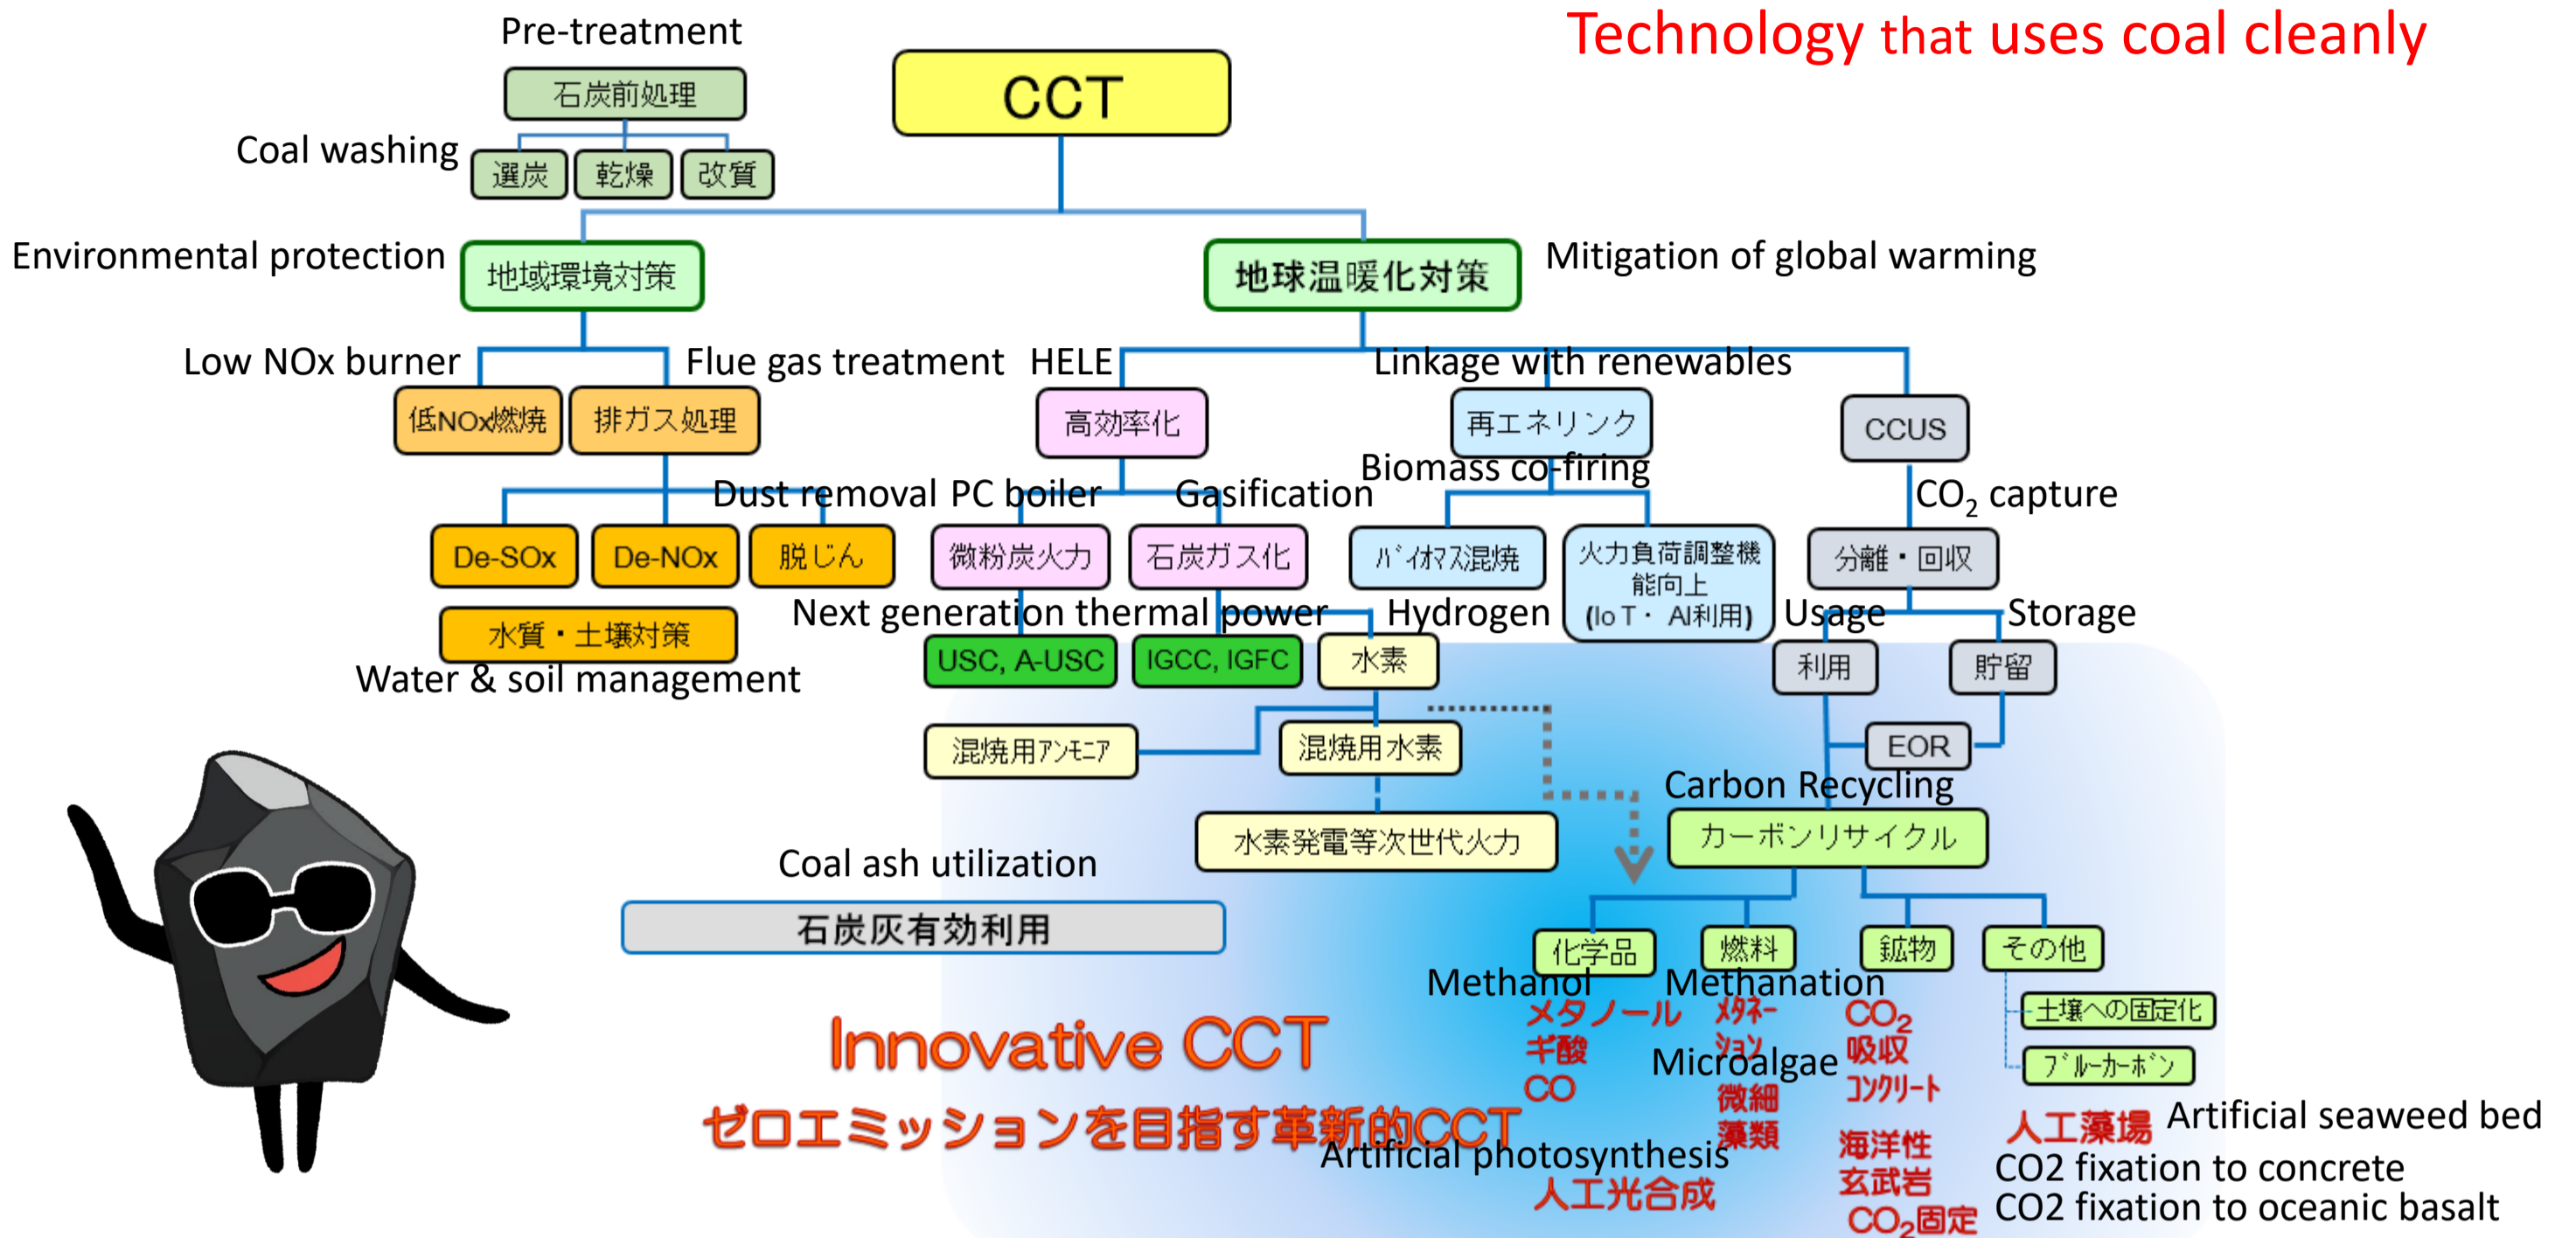 Technology that uses coal cleanly
Pre-treatment
石炭前処理
CCT
Coal washing
選炭
乾燥
改質
Environmental protection
地域環境対策
地球温暖化対策
Mitigation of global warming
Low NOx burner
Flue gas treatment
HELE
Linkage with renewables
低NOx燃焼
排ガス処理
高効率化
再エネリンク
CCUS
Biomass co-firing
Dust removal
PC boiler
Gasification
CO₂ capture
De-SOx
De-NOx
脱じん
微粉炭火力
石炭ガス化
ﾊﾞｲｵﾏｽ混焼
火力負荷調整機
能向上
(IoT・AI利用)
分離・回収
Next generation thermal power
Hydrogen
Usage
Storage
水質・土壌対策
Water & soil management
USC, A-USC
IGCC, IGFC
水素
利用
貯留
混焼用ｱﾝﾓﾆｱ
混焼用水素
EOR
Carbon Recycling
水素発電等次世代火力
カーボンリサイクル
Coal ash utilization
石炭灰有効利用
化学品
燃料
鉱物
その他
Methanol
Methanation
メタノール
ギ酸
CO
ﾒﾀﾈｰ
ｼｮﾝ
Microalgae
微細
藻類
CO₂
吸収
ｺﾝｸﾘｰﾄ
土壌への固定化
ﾌﾞﾙｰｶｰﾎﾞﾝ
Innovative CCT
ゼロエミッションを目指す革新的CCT
Artificial photosynthesis
人工光合成
海洋性
玄武岩
CO₂固定
人工藻場
Artificial seaweed bed
CO2 fixation to concrete
CO2 fixation to oceanic basalt